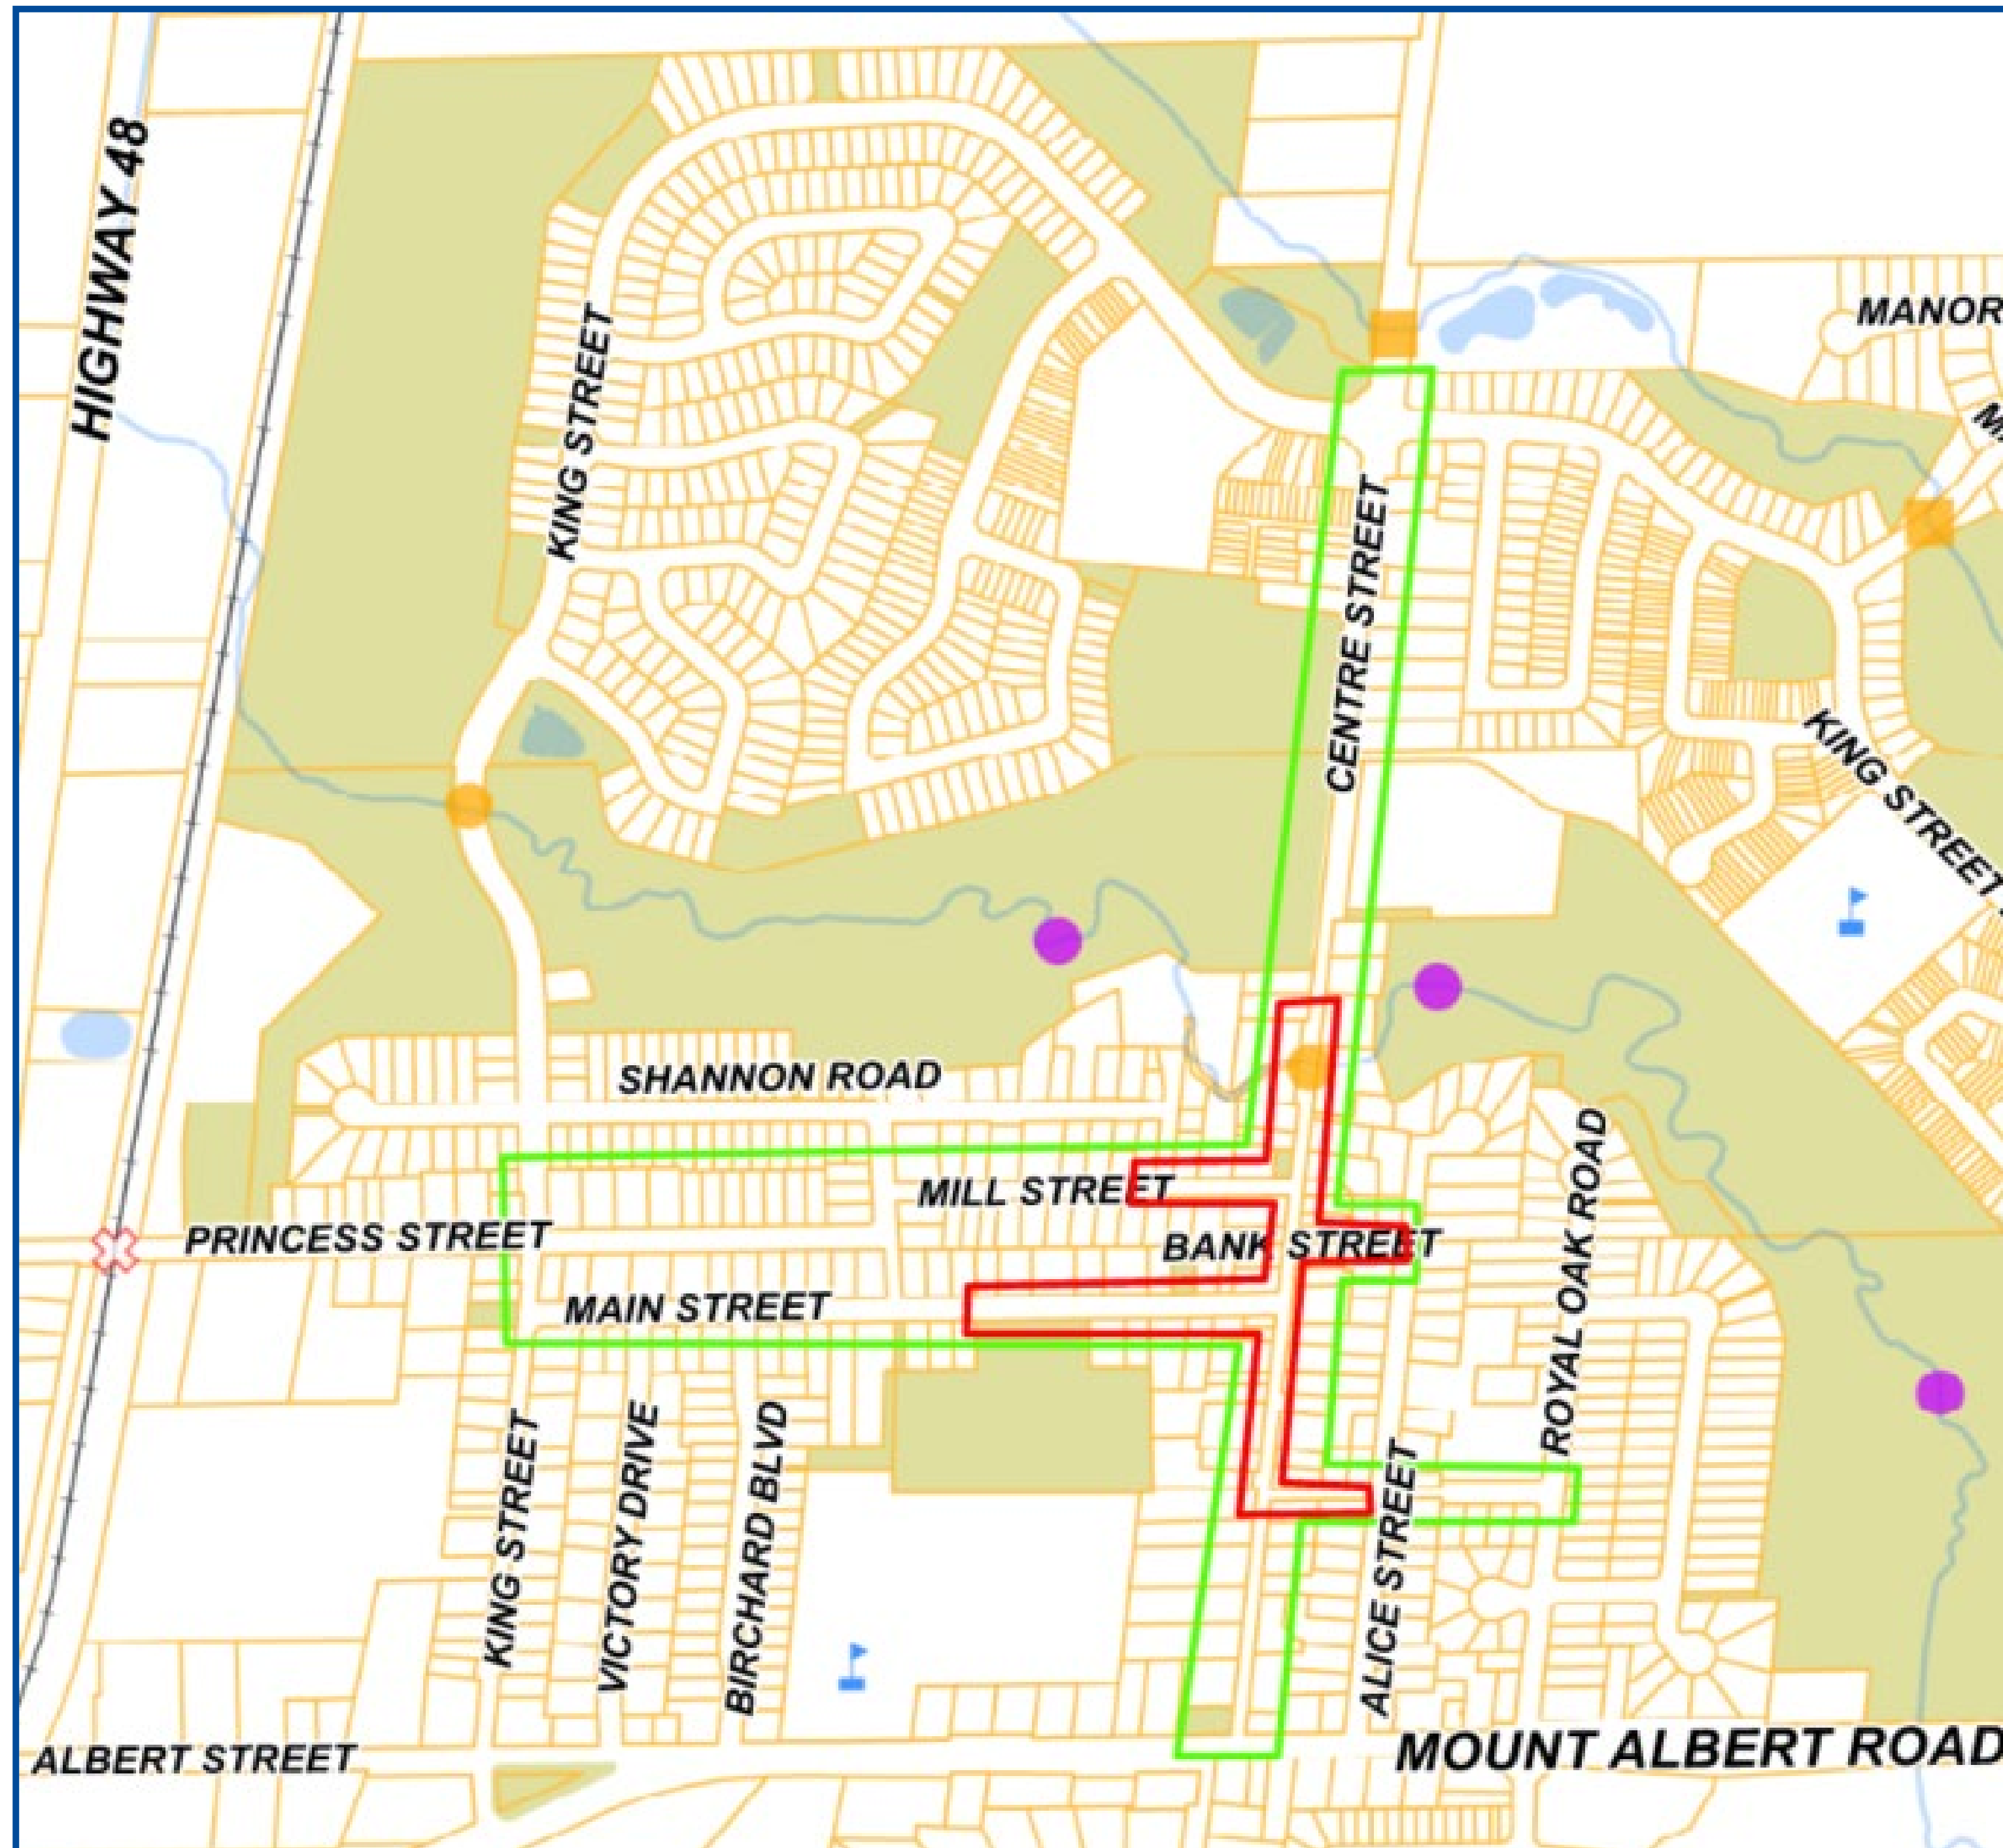 HIGHWAY 48
MANOR
KING STREET
CENTRE STREET
KING STREET
SHANNON ROAD
MILL STREET
PRINCESS STREET
BANK STREET
MAIN STREET
ROYAL OAK ROAD
KING STREET
VICTORY DRIVE
BIRCHARD BLVD
ALICE STREET
ALBERT STREET
MOUNT ALBERT ROAD